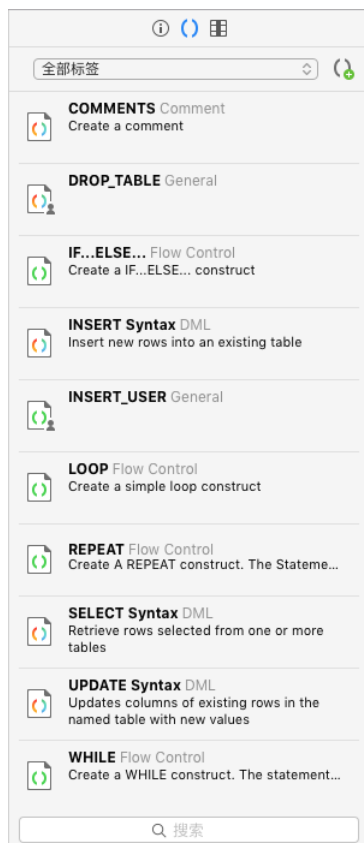 全部标签
COMMENTS Comment
Create a comment
DROP_TABLE General
IF...ELSE... Flow Control
Create a IF...ELSE... construct
INSERT Syntax DML
Insert new rows into an existing table
INSERT_USER General
LOOP Flow Control
Create a simple loop construct
REPEAT Flow Control
Create A REPEAT construct. The Stateme...
SELECT Syntax DML
Retrieve rows selected from one or more
tables
UPDATE Syntax DML
Updates columns of existing rows in the
named table with new values
WHILE Flow Control
Create a WHILE construct. The statement...
搜索